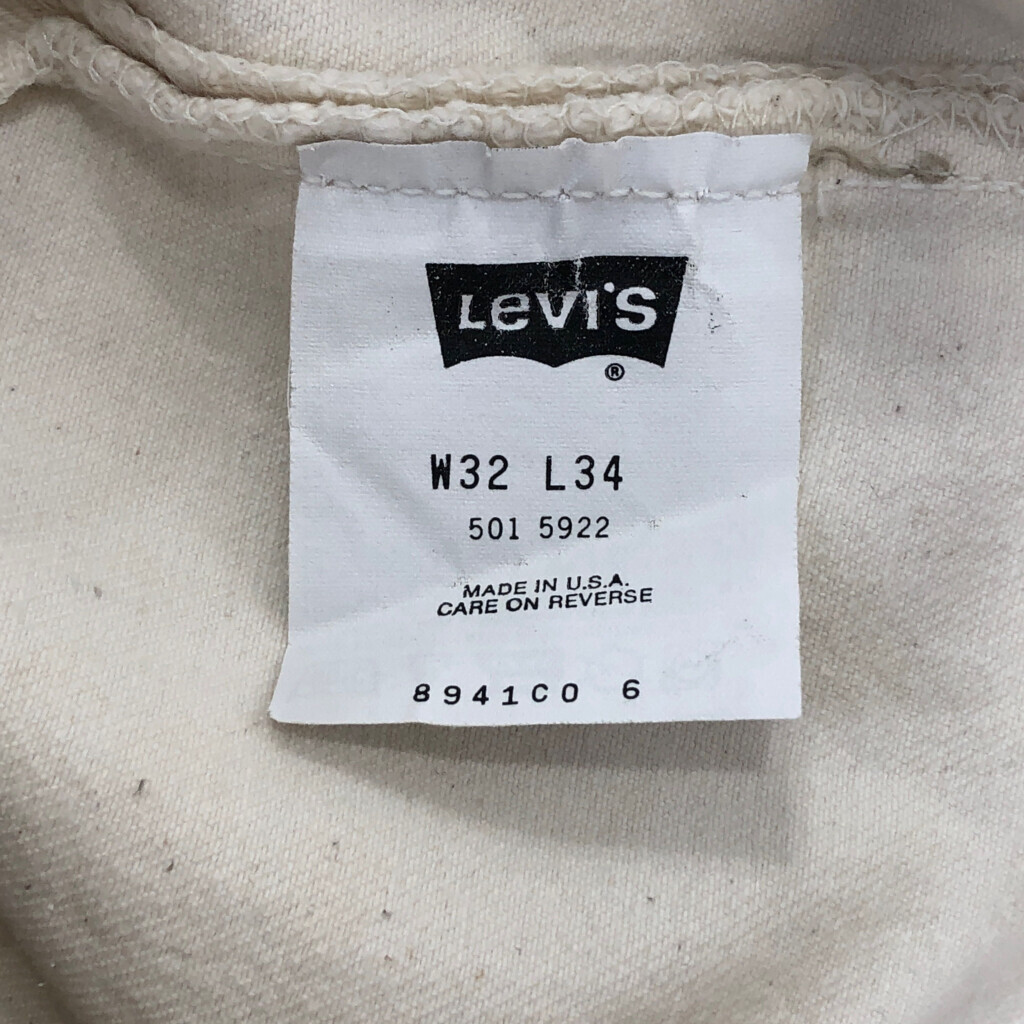 LEVI'S
®
W32 L34
501 5922
MADE IN U.S.A.
CARE ON REVERSE
8941C0 6